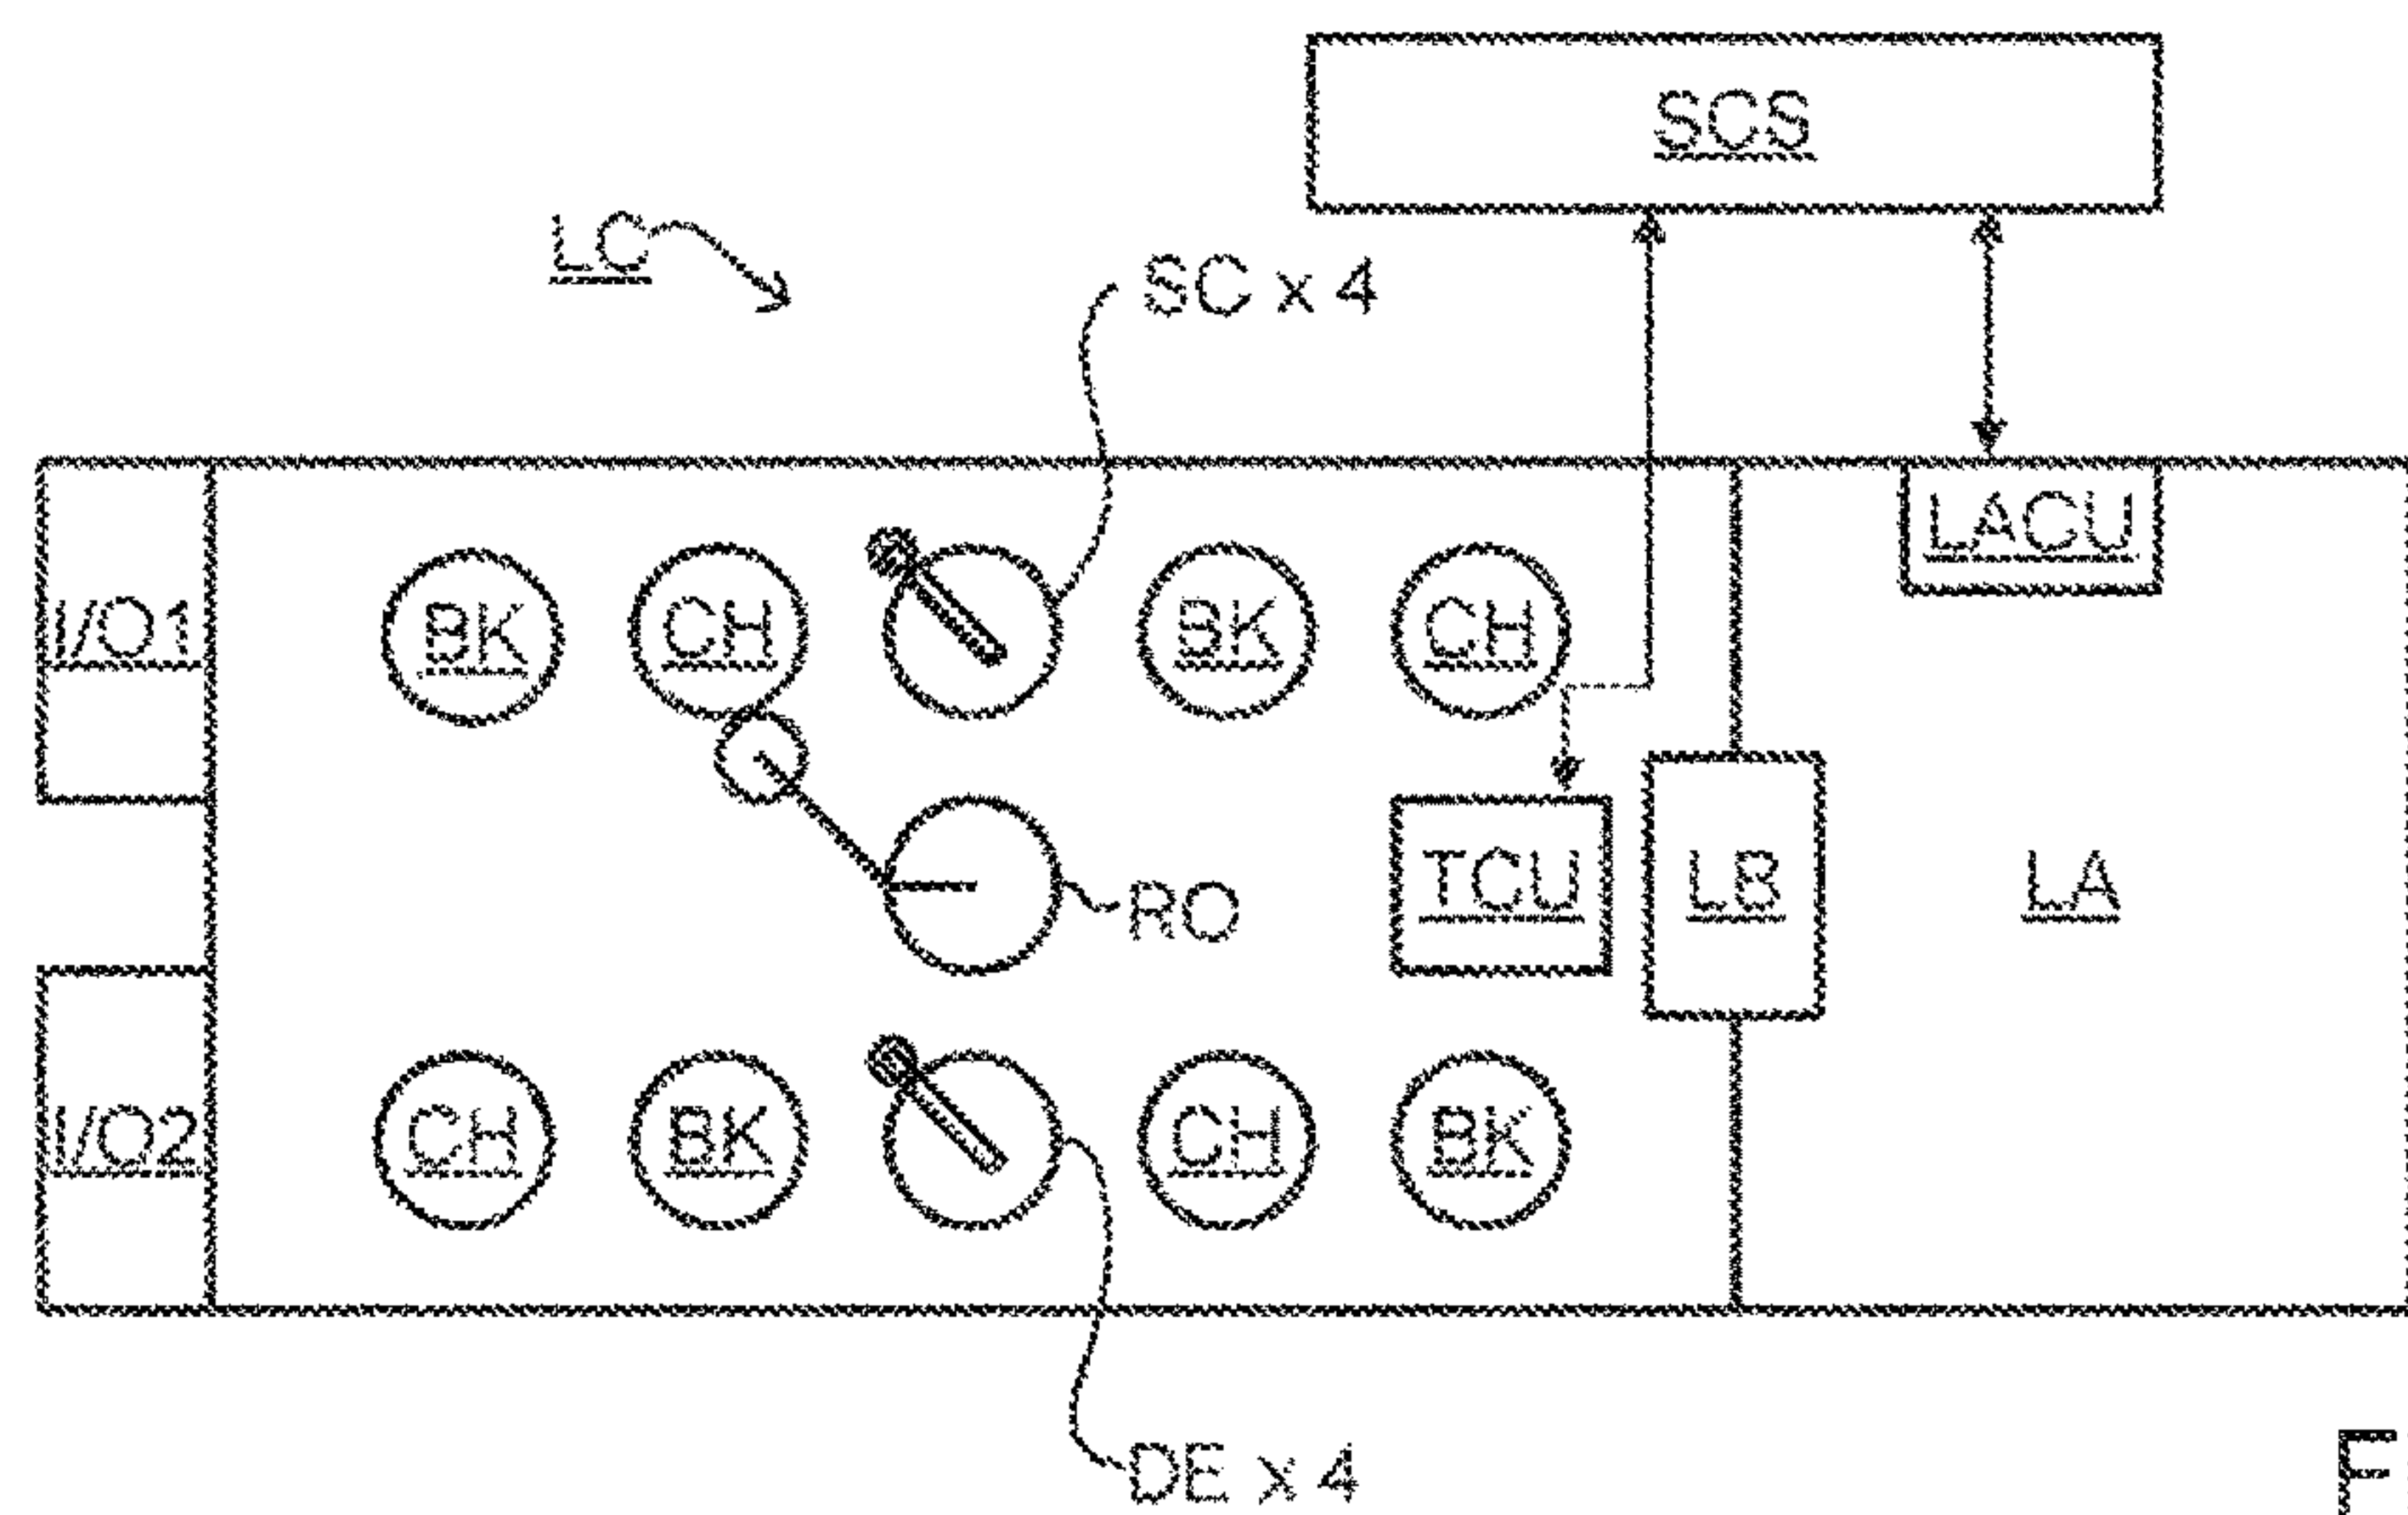 SCS
LC
SC x 4
LACU
I/O1 BK CH BK CH
TCU LB LA
RO
I/O2 CH BK CH BK
DE x 4
F